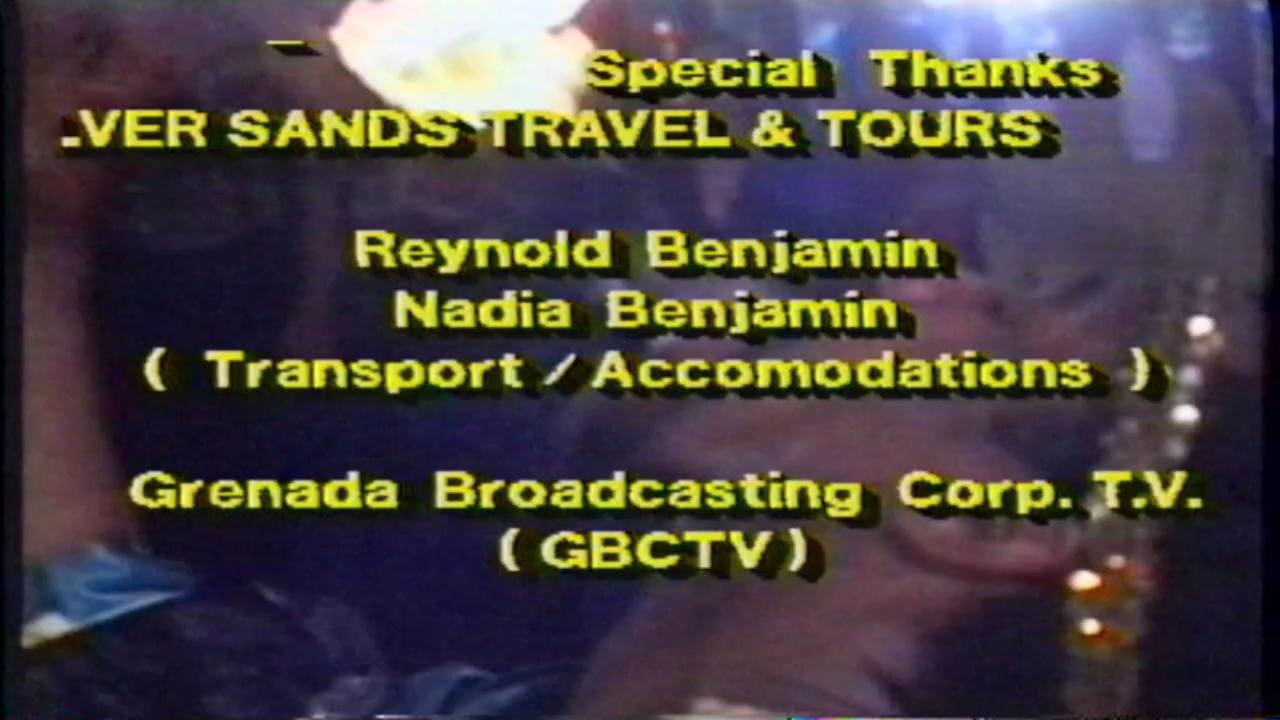 Special Thanks
.VER SANDS TRAVEL & TOURS
Reynold Benjamin
Nadia Benjamin
( Transport / Accomodations )
Grenada Broadcasting Corp. T.V.
( GBCTV )